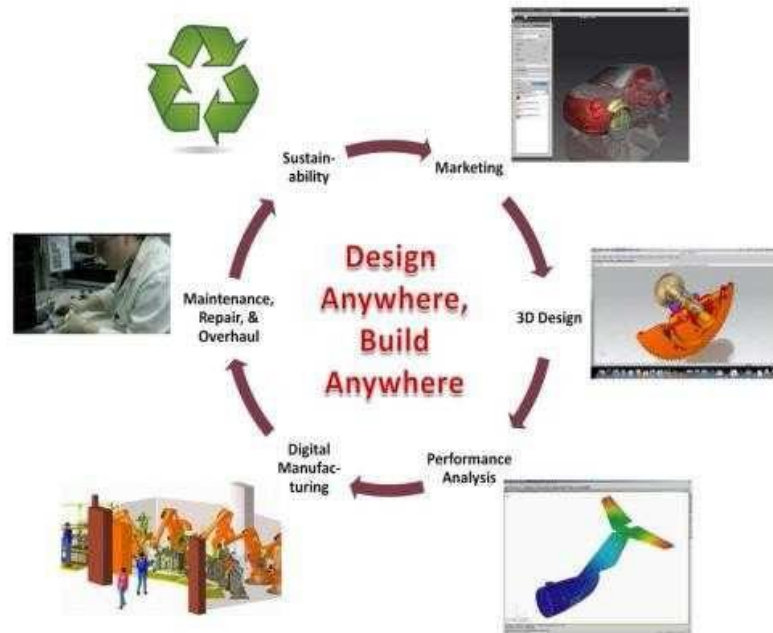 Sustain-
ability
Marketing
Design
Anywhere,
Build
Anywhere
Maintenance,
Repair, &
Overhaul
3D Design
Digital
Manufac-
turing
Performance
Analysis